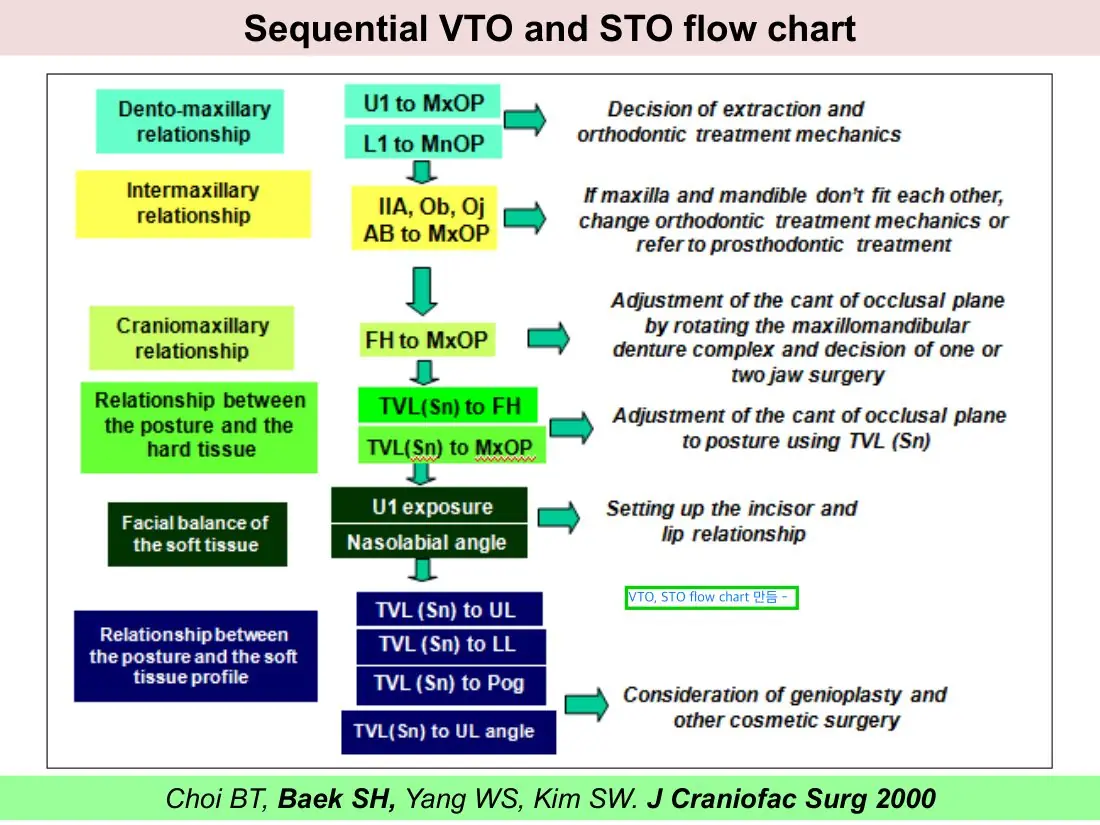 Sequential VTO and STO flow chart
Dento-maxillary
relationship
U1 to MxOP
L1 to MnOP
Decision of extraction and
orthodontic treatment mechanics
Intermaxillary
relationship
IIA, Ob, Oj
AB to MxOP
If maxilla and mandible don't fit each other,
change orthodontic treatment mechanics or
refer to prosthodontic treatment
Craniomaxillary
relationship
FH to MxOP
Adjustment of the cant of occlusal plane
by rotating the maxillomandibular
denture complex and decision of one or
two jaw surgery
Relationship between
the posture and the
hard tissue
TVL(Sn) to FH
TVL(Sn) to MxOP
Adjustment of the cant of occlusal plane
to posture using TVL (Sn)
Facial balance of
the soft tissue
U1 exposure
Nasolabial angle
Setting up the incisor and
lip relationship
VTO, STO flow chart 만듬 -
Relationship between
the posture and the soft
tissue profile
TVL (Sn) to UL
TVL (Sn) to LL
TVL (Sn) to Pog
TVL(Sn) to UL angle
Consideration of genioplasty and
other cosmetic surgery
Choi BT, Baek SH, Yang WS, Kim SW. J Craniofac Surg 2000